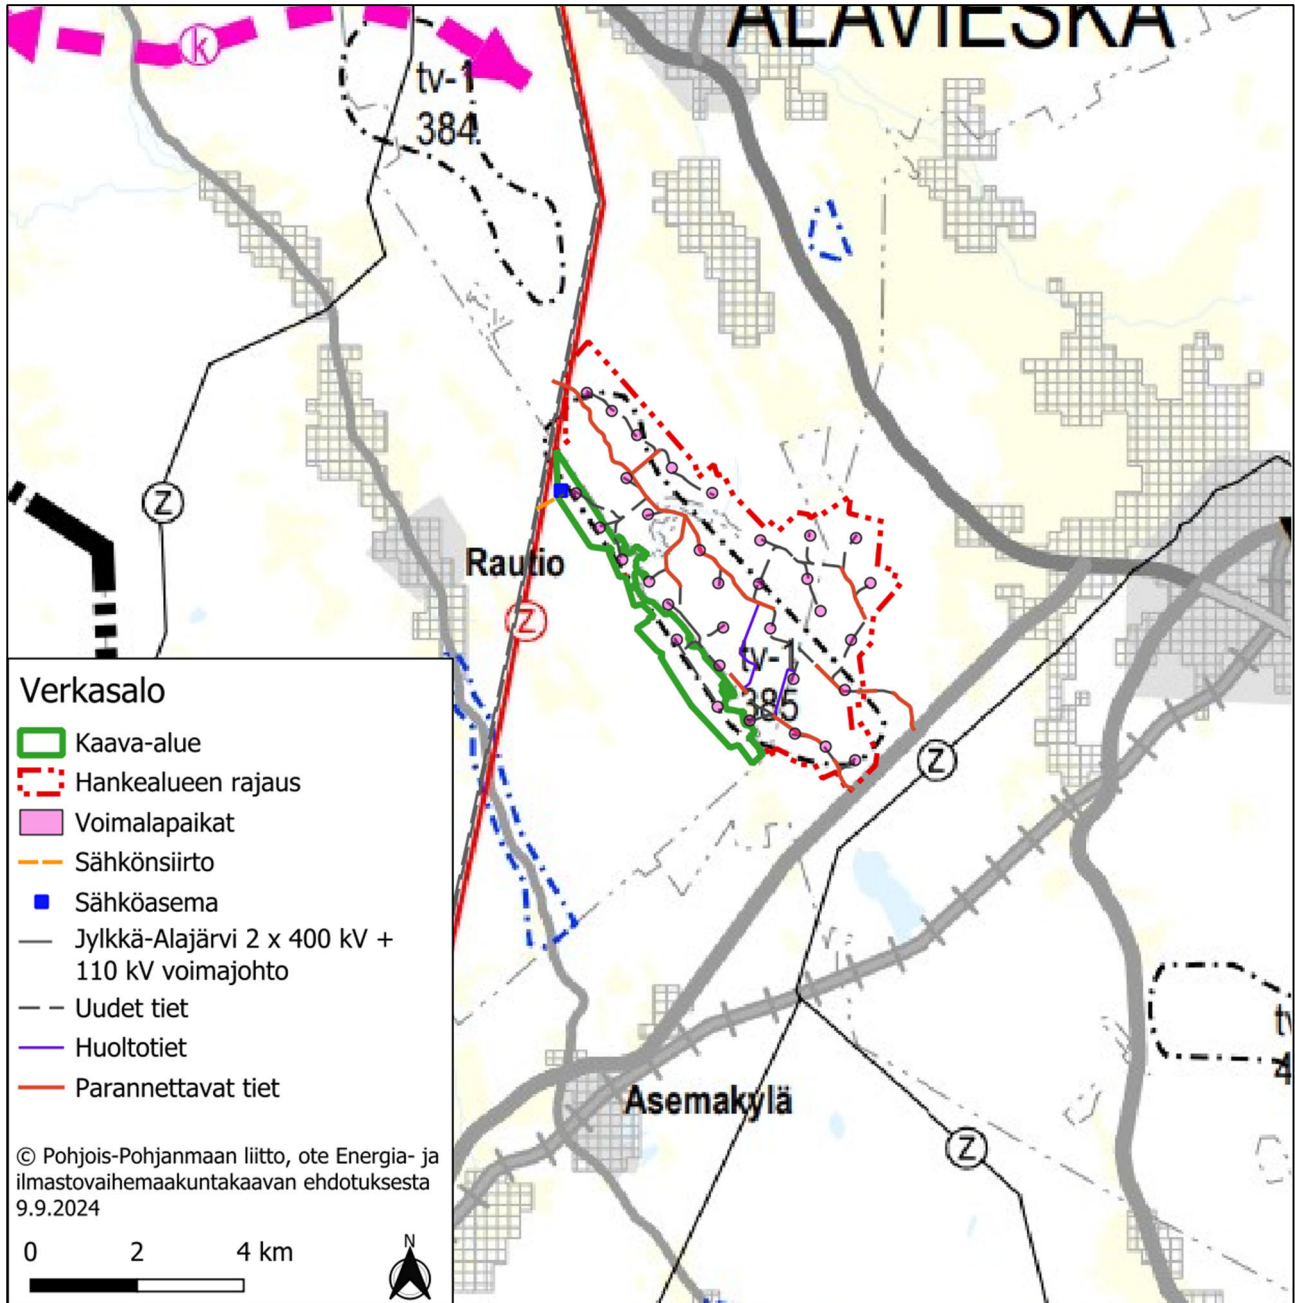 ALAVIESKA
k
tv-1
384
Z
Rautio
Z
tv-1
385
Z
Asemakylä
Z
Verkasalo
Kaava-alue
Hankealueen rajaus
Voimalapaikat
Sähkönsiirto
Sähköasema
Jylkkä-Alajärvi 2 x 400 kV +
110 kV voimajohto
Uudet tiet
Huoltotiet
Parannettavat tiet
© Pohjois-Pohjanmaan liitto, ote Energia- ja
ilmastovaihemaakuntakaavan ehdotuksesta
9.9.2024
0 2 4 km
N